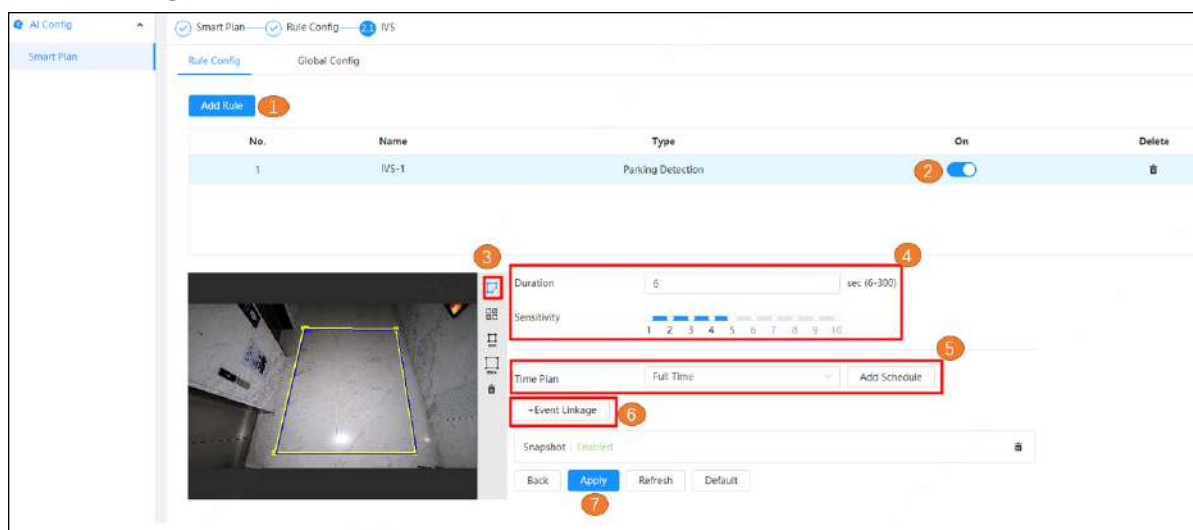 AI Config
Smart Plan
Smart Plan Rule Config 2.1 IVS
Rule Config Global Config
Add Rule 1
No. Name Type On Delete
1 IVS-1 Parking Detection 2
3
4
Duration 6 sec (6-300)
Sensitivity
1 2 3 4 5 6 7 8 9 10
5
Time Plan Full Time Add Schedule
+Event Linkage 6
Snapshot Enabled
Back Apply Refresh Default
7